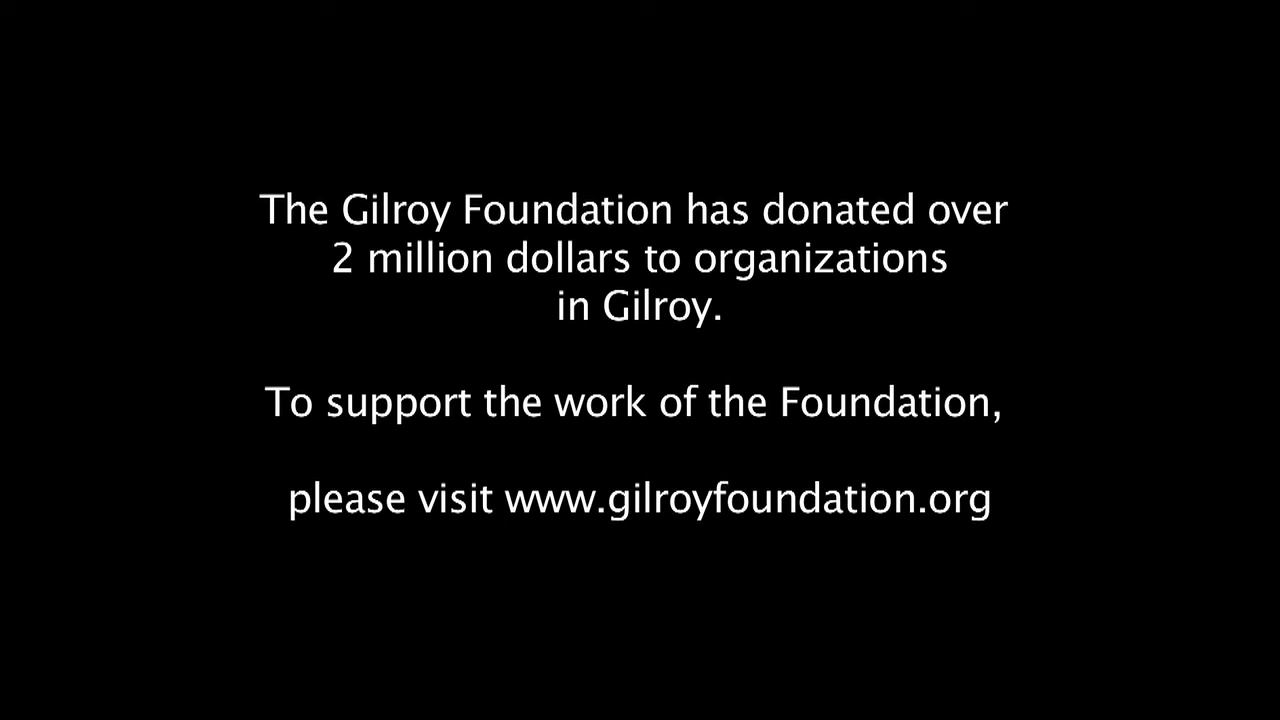 The Gilroy Foundation has donated over
2 million dollars to organizations
in Gilroy.
To support the work of the Foundation,
please visit www.gilroyfoundation.org